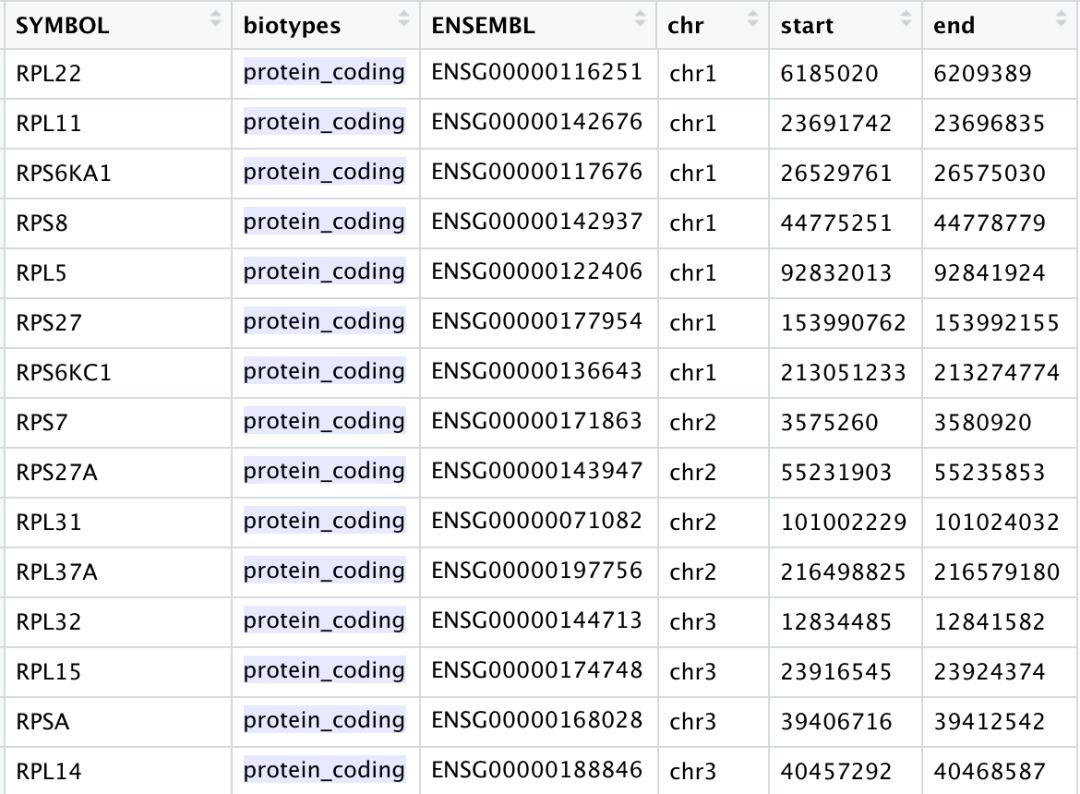 SYMBOL biotypes ENSEMBL chr start end
RPL22 protein_coding ENSG00000116251 chr1 6185020 6209389
RPL11 protein_coding ENSG00000142676 chr1 23691742 23696835
RPS6KA1 protein_coding ENSG00000117676 chr1 26529761 26575030
RPS8 protein_coding ENSG00000142937 chr1 44775251 44778779
RPL5 protein_coding ENSG00000122406 chr1 92832013 92841924
RPS27 protein_coding ENSG00000177954 chr1 153990762 153992155
RPS6KC1 protein_coding ENSG00000136643 chr1 213051233 213274774
RPS7 protein_coding ENSG00000171863 chr2 3575260 3580920
RPS27A protein_coding ENSG00000143947 chr2 55231903 55235853
RPL31 protein_coding ENSG00000071082 chr2 101002229 101024032
RPL37A protein_coding ENSG00000197756 chr2 216498825 216579180
RPL32 protein_coding ENSG00000144713 chr3 12834485 12841582
RPL15 protein_coding ENSG00000174748 chr3 23916545 23924374
RPSA protein_coding ENSG00000168028 chr3 39406716 39412542
RPL14 protein_coding ENSG00000188846 chr3 40457292 40468587